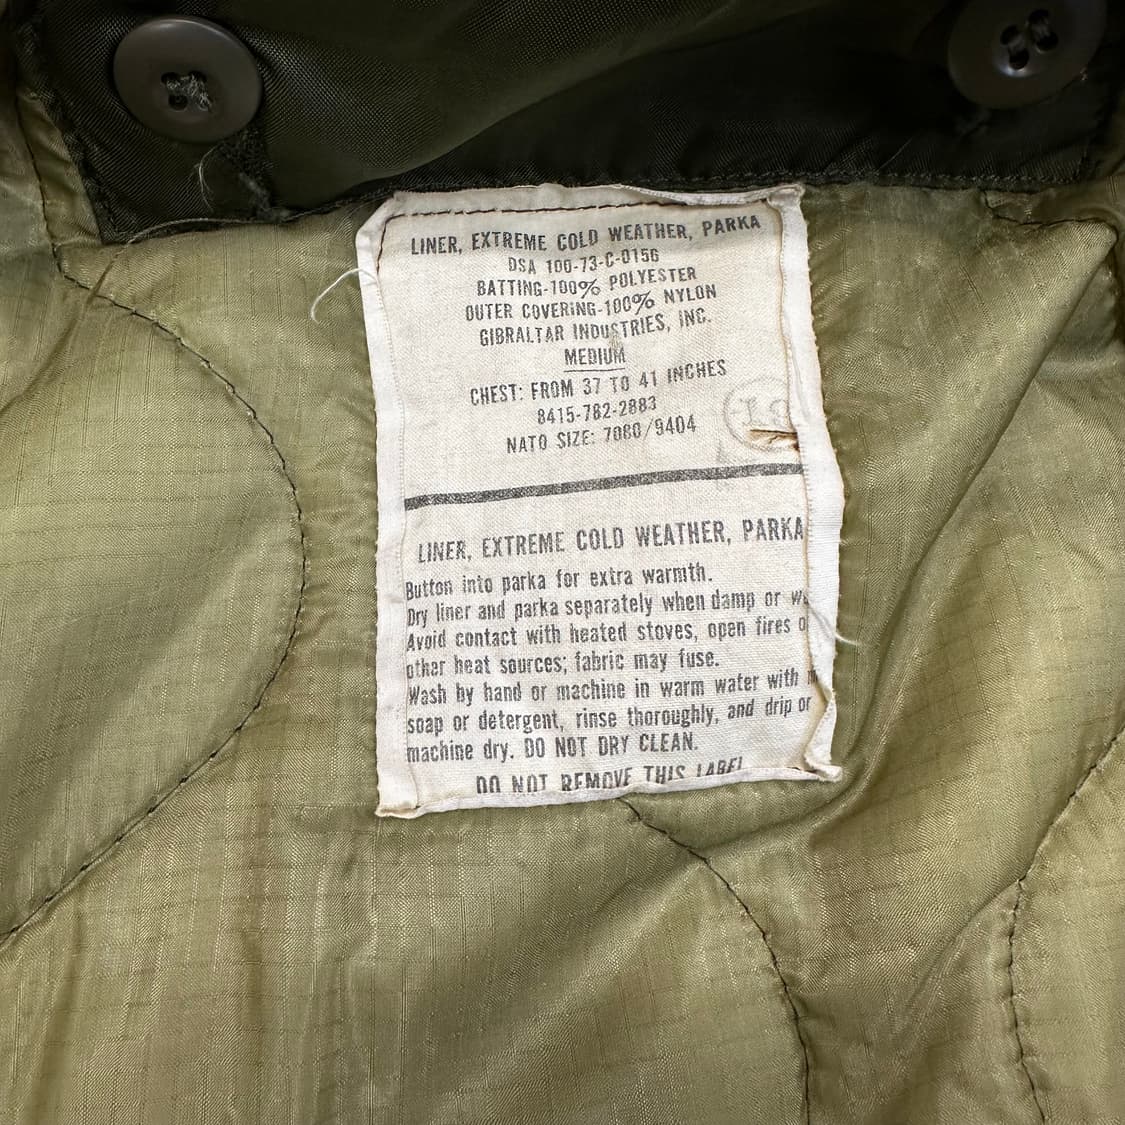 LINER, EXTREME COLD WEATHER, PARKA
DSA 100-73-C-0156
BATTING-100% POLYESTER
OUTER COVERING-100% NYLON
GIBRALTAR INDUSTRIES, INC.
MEDIUM
CHEST: FROM 37 TO 41 INCHES
8415-782-2883
NATO SIZE: 7080/9404
LINER, EXTREME COLD WEATHER, PARKA
Button into parka for extra warmth.
Dry liner and parka separately when damp or
Avoid contact with heated stoves, open fires
other heat sources; fabric may fuse.
Wash by hand or machine in warm water with
soap or detergent, rinse thoroughly, and drip or
machine dry. DO NOT DRY CLEAN.
DO NOT REMOVE THIS LABEL